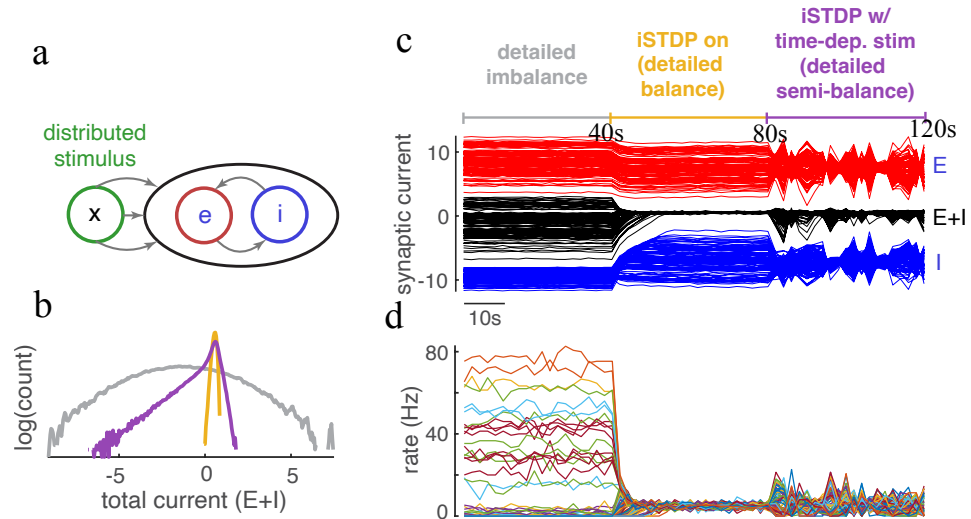 a
distributed
stimulus
x
e
i
b
log(count)
-5
0
5
total current (E+I)
c
detailed
imbalance
iSTDP on
(detailed
balance)
iSTDP w/
time-dep. stim
(detailed
semi-balance)
40s
80s
120s
synaptic current
10
0
-10
E
E+I
I
10s
d
rate (Hz)
80
40
0